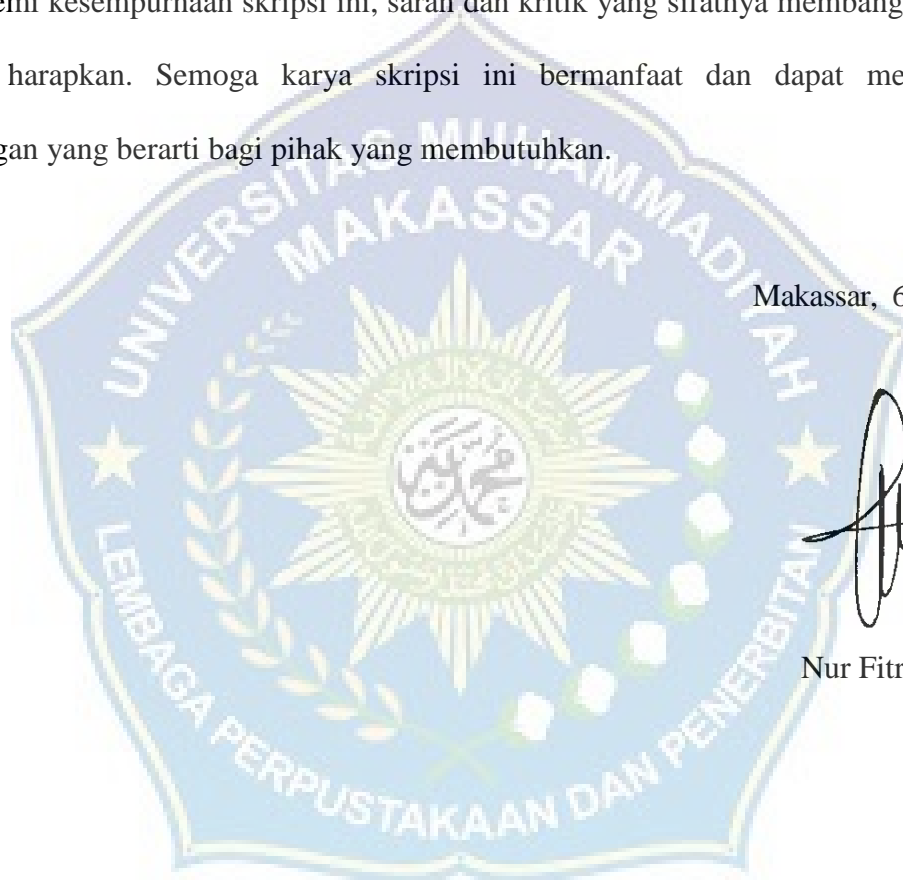 emi kesempurnaan skripsi ini, saran dan kritik yang sifatnya membang
harapkan. Semoga karya skripsi ini bermanfaat dan dapat me
gan yang berarti bagi pihak yang membutuhkan.
UNIVERSITAS MUHAMMADIYAH
MAKASSAR
Makassar, 6
LEMBAGA PERPUSTAKAAN DAN PENERBITAN
Nur Fitr